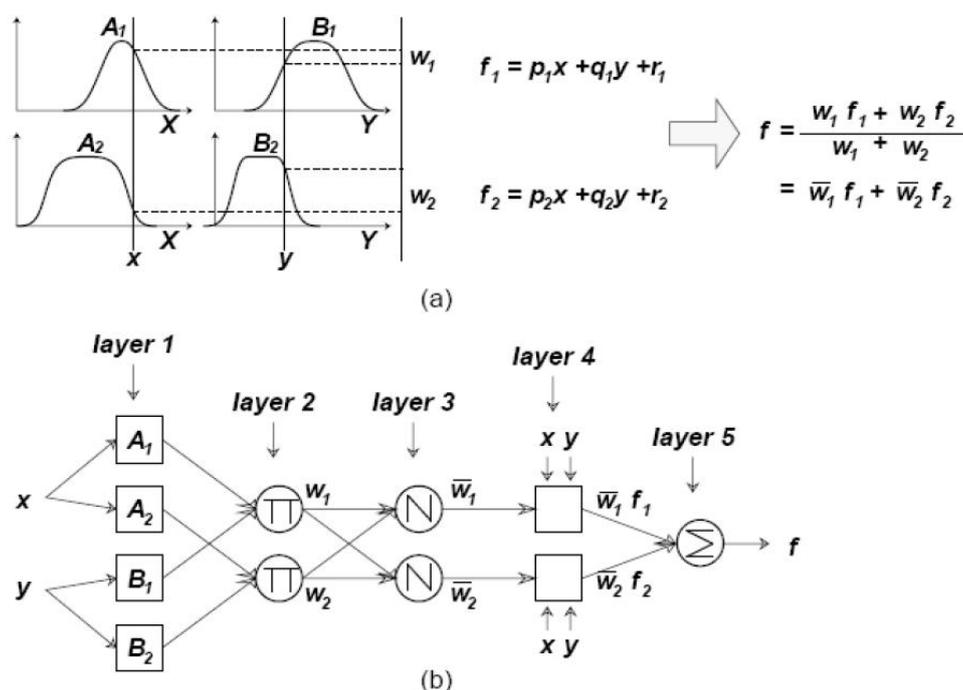 A₁ B₁
w₁ f₁ = p₁x +q₁y +r₁
X Y
f = w₁ f₁ + w₂ f₂ / w₁ + w₂
A₂ B₂
= w̅₁ f₁ + w̅₂ f₂
w₂ f₂ = p₂x +q₂y +r₂
X Y
x y
(a)
layer 1
layer 4
layer 2 layer 3
x y layer 5
A₁
w₁ w̅₁ w̅₁ f₁
x ∏ N
A₂
Σ f
B₁ ∏ N
y w₂ w̅₂ w̅₂ f₂
B₂ x y
(b)